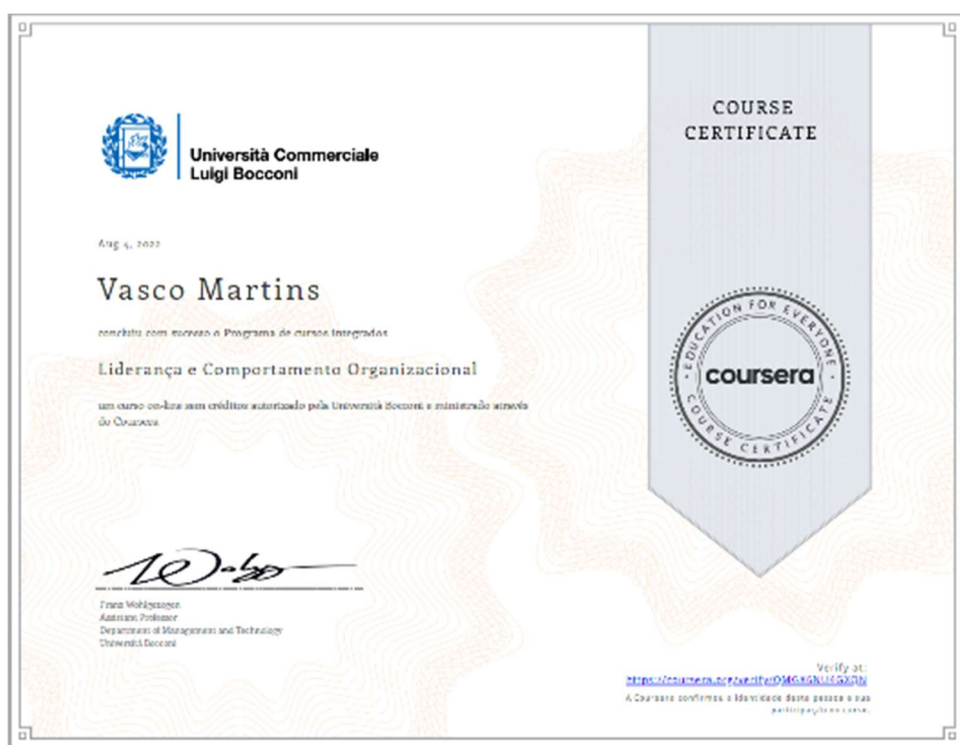 Università Commerciale
Luigi Bocconi
COURSE
CERTIFICATE
Aug 4, 2022
Vasco Martins
concluiu com sucesso o Programa de cursos integrados
Liderança e Comportamento Organizacional
um curso on-line sem créditos autorizado pela Università Bocconi e ministrado através
do Coursera
EDUCATION FOR EVERYONE
coursera
COURSE CERTIFICATE
Franz Wohlgezogen
Assistant Professor
Department of Management and Technology
Università Bocconi
Verify at:
A Coursera confirmou a identidade desta pessoa e sua
participação no curso.